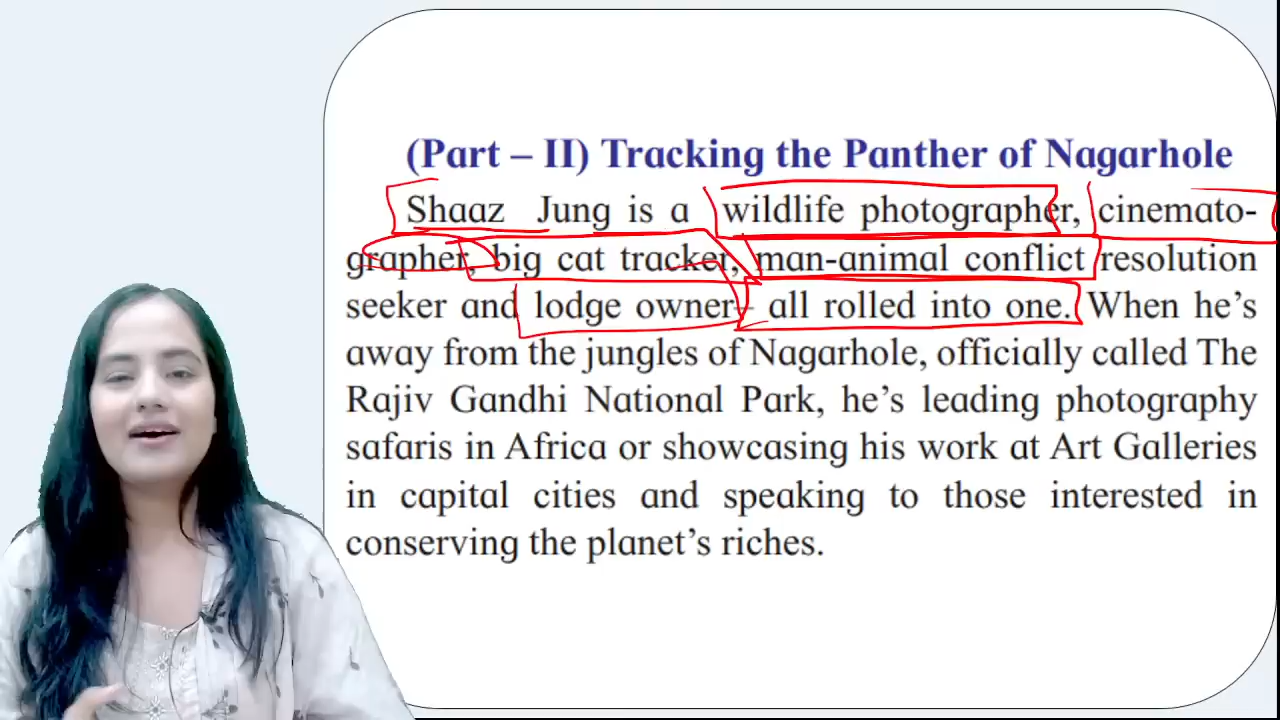 (Part – II) Tracking the Panther of Nagarhole
Shaaz Jung is a wildlife photographer, cinemato-
grapher, big cat tracker, man-animal conflict resolution
seeker and lodge owner– all rolled into one. When he’s
away from the jungles of Nagarhole, officially called The
Rajiv Gandhi National Park, he’s leading photography
safaris in Africa or showcasing his work at Art Galleries
in capital cities and speaking to those interested in
conserving the planet’s riches.